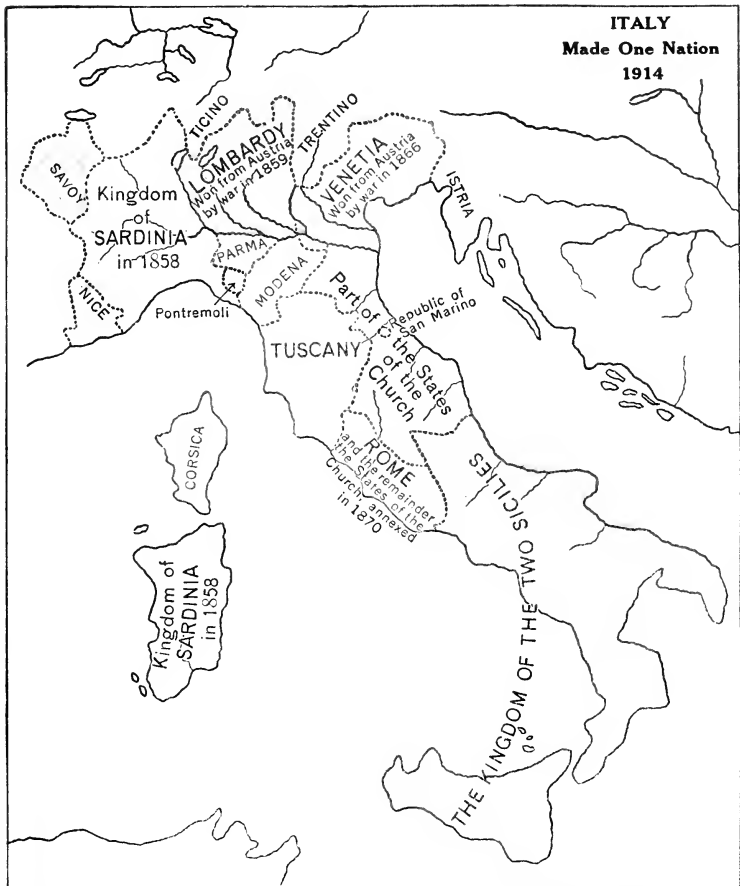 ITALY
Made One Nation
1914
TICINO
LOMBARDY
Won from Austria
by war in 1859
TRENTINO
VENETIA
Won from Austria
by war in 1866
ISTRIA
SAVOY
Kingdom
of
SARDINIA
in 1858
NICE
PARMA
MODENA
Pontremoli
TUSCANY
Part of
the States
of the
Church
Republic of
San Marino
CORSICA
ROME
and the remainder
the States of the
Church, annexed
in 1870
Kingdom of
SARDINIA
in 1858
THE KINGDOM OF THE TWO SICILIES